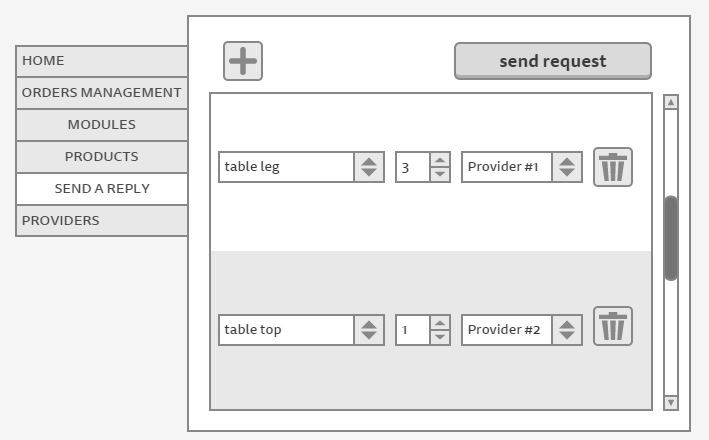 HOME
ORDERS MANAGEMENT
MODULES
PRODUCTS
SEND A REPLY
PROVIDERS
send request
table leg 3 Provider #1
table top 1 Provider #2